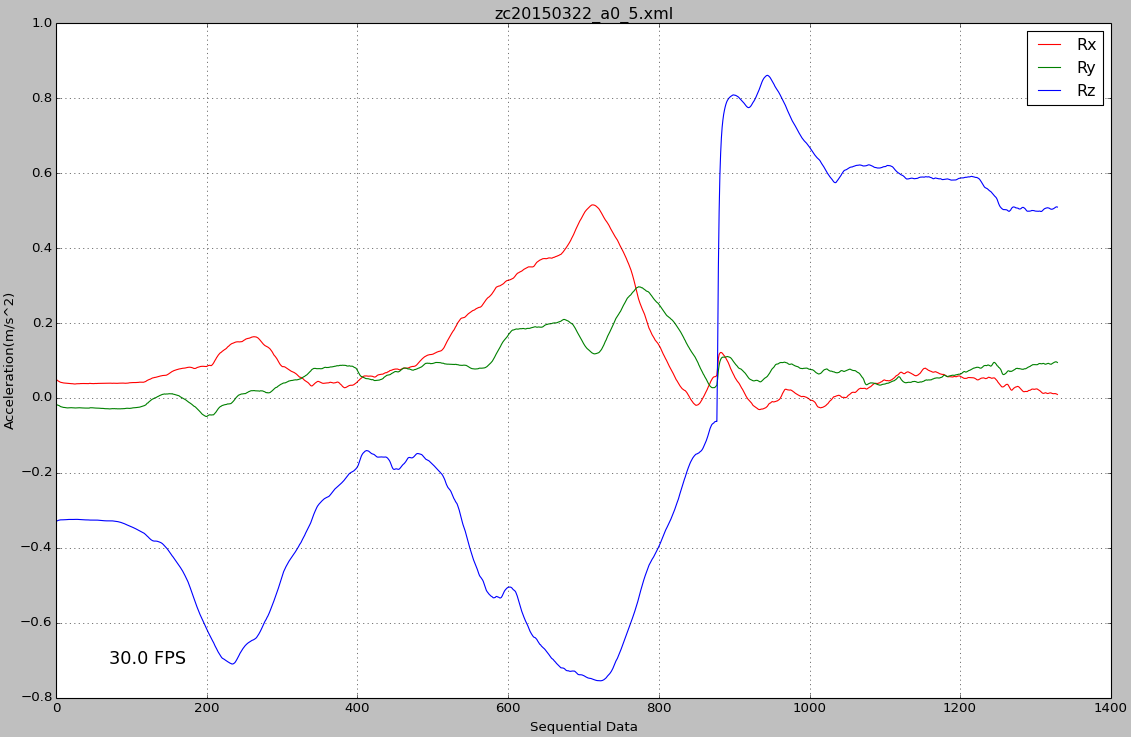 zc20150322_a0_5.xml
1.0
0.8
0.6
0.4
0.2
0.0
−0.2
−0.4
−0.6
−0.8
Acceleration(m/s^2)
Rx
Ry
Rz
30.0 FPS
0 200 400 600 800 1000 1200 1400
Sequential Data